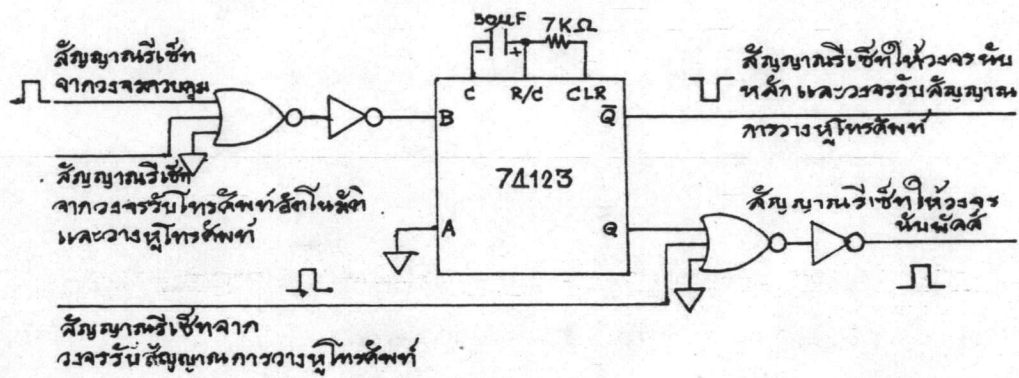 50µF 7KΩ
สัญญาณรีเซ็ท
จากวงจรควบคุม
C R/C CLR
B
Q̅
สัญญาณรีเซ็ทให้วงจรนับ
หลักและวงจรรับสัญญาณ
การวางหูโทรศัพท์
74123
สัญญาณรีเซ็ท
จากวงจรรับโทรศัพท์อัตโนมัติ
และวางหูโทรศัพท์
A
Q
สัญญาณรีเซ็ทให้วงจร
นับพัลส์
สัญญาณรีเซ็ทจาก
วงจรรับสัญญาณการวางหูโทรศัพท์